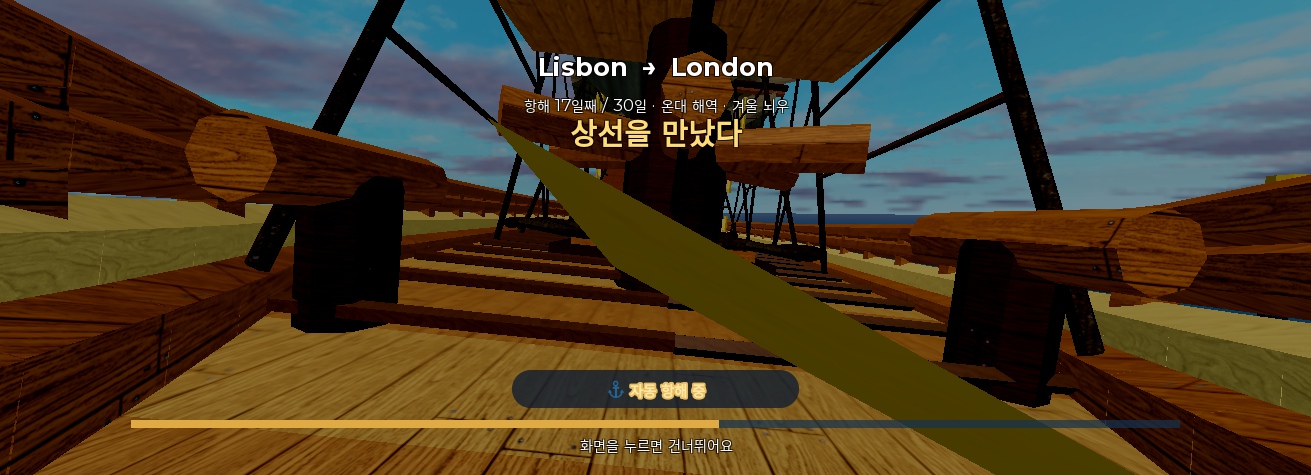 Lisbon → London
항해 17일째 / 30일 · 온대 해역 · 겨울 뇌우
상선을 만났다
⚓ 자동 항해 중
화면을 누르면 건너뛰어요